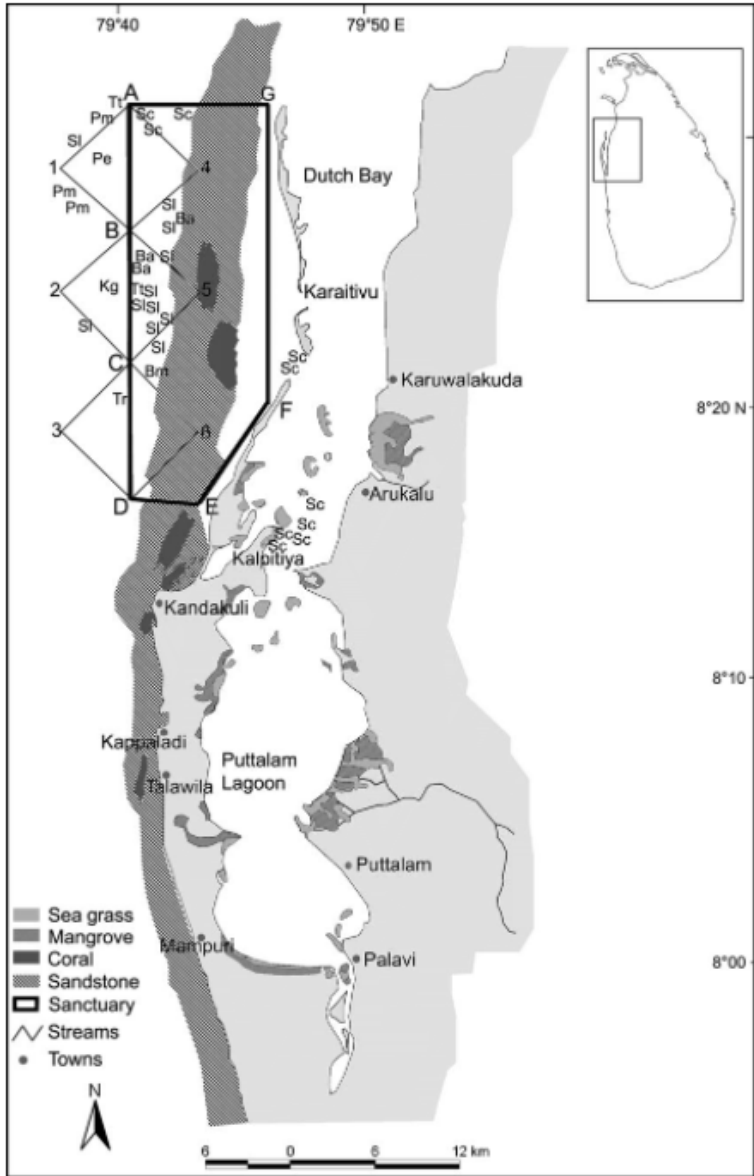 79°40
79°50 E
A
G
Tt
Pm
Sc
Sc
Sc
Sl
Pe
1
4
Dutch Bay
Pm
Pm
Sl
Ba
Sl
B
Ba
Sl
Ba
2
Kg
Tt
Sl
5
Karaitivu
Sl
Sl
Sl
Sl
Sl
Sl
C
Bm
Sc
Sc
Karuwalakuda
Tr
F
8°20 N
3
6
D
E
Sc
Arukalu
Sc
Sc
Sc
Sc
Kalpitiya
Kandakuli
8°10
Kappaladi
Puttalam
Lagoon
Talawila
Puttalam
Sea grass
Mangrove
Mampuri
Palavi
8°00
Coral
Sandstone
Sanctuary
Streams
Towns
N
6
0
6
12 km